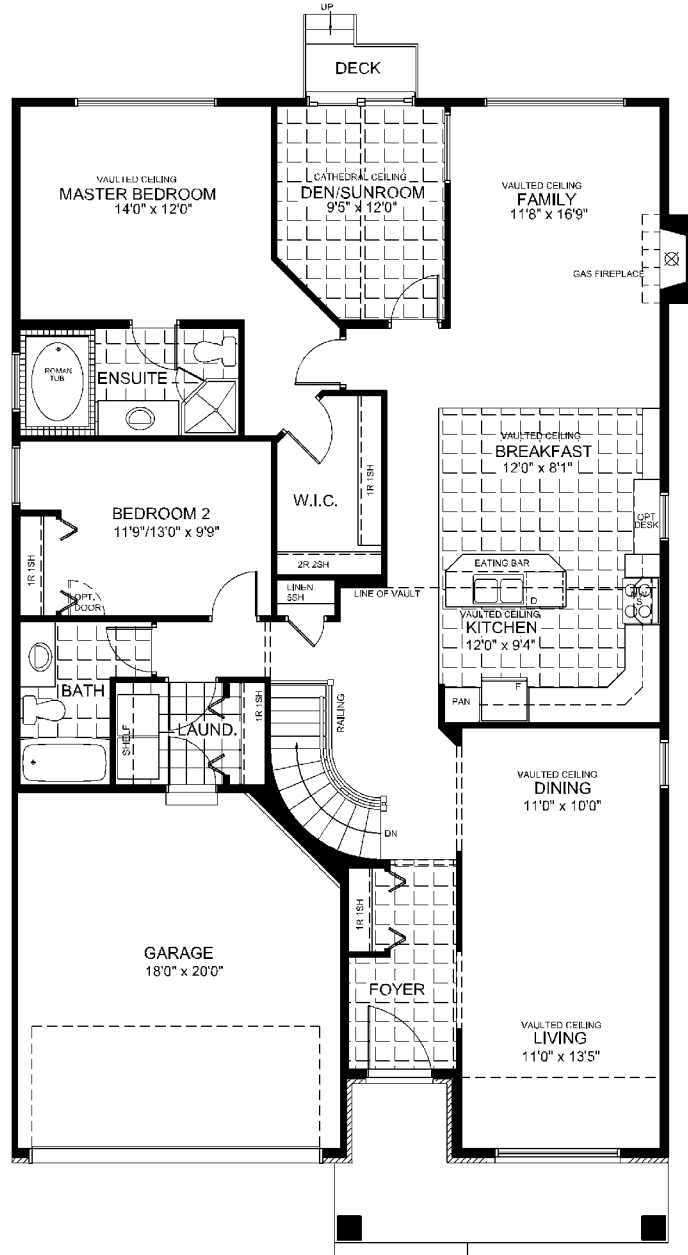 UP
DECK
VAULTED CEILING
MASTER BEDROOM
14'0" x 12'0"
CATHEDRAL CEILING
DEN/SUNROOM
9'5" x 12'0"
VAULTED CEILING
FAMILY
11'8" x 16'9"
GAS FIREPLACE
ROMAN
TUB
ENSUITE
VAULTED CEILING
BREAKFAST
12'0" x 8'1"
W.I.C.
1R 1SH
2R 2SH
BEDROOM 2
11'9"/13'0" x 9'9"
1R 1SH
OPT.
DOOR
OPT
DESK
EATING BAR
D
LINEN
5SH
LINE OF VAULT
VAULTED CEILING
KITCHEN
12'0" x 9'4"
BATH
SHELF
LAUND.
1R 1SH
RAILING
PAN
F
DN
VAULTED CEILING
DINING
11'0" x 10'0"
1R 1SH
GARAGE
18'0" x 20'0"
FOYER
VAULTED CEILING
LIVING
11'0" x 13'5"